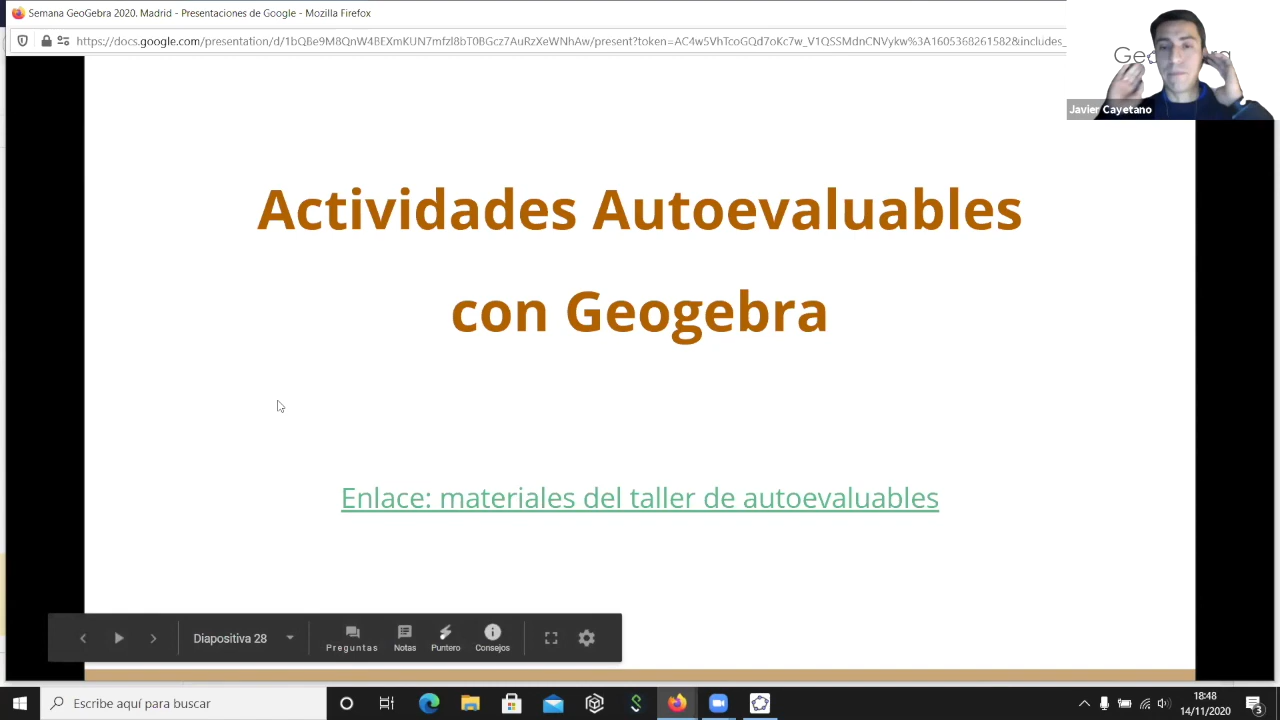 Semana GeoGebra 2020. Madrid - Presentaciones de Google - Mozilla Firefox
https://docs.google.com/presentation/d/1bQBe9M8QnW4BEXmKUN7mfzI8bT0BGcz7AuRzXeWNhAw/present?token=AC4w5VhTcoGQd7oKc7w_V1QSSMdnCNVykw%3A1605368261582&includes_
Javier Cayetano
Actividades Autoevaluables
con Geogebra
Enlace: materiales del taller de autoevaluables
Diapositiva 28
Preguntas
Notas
Puntero
Consejos
Escribe aquí para buscar
18:48
14/11/2020
3